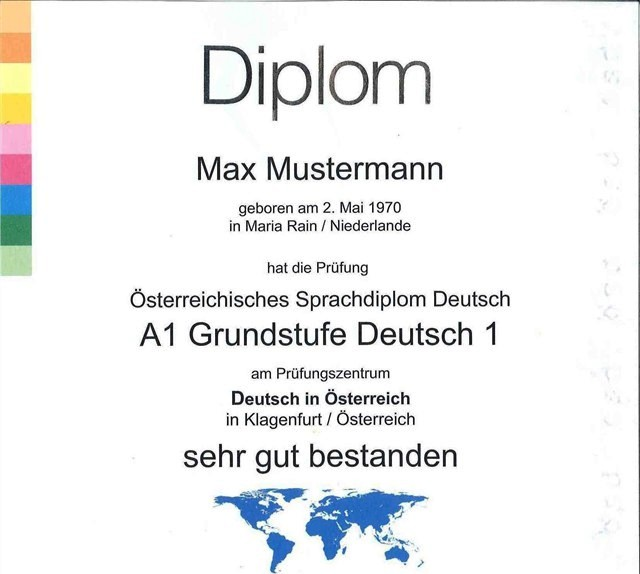 Diplom
Max Mustermann
geboren am 2. Mai 1970
in Maria Rain / Niederlande
hat die Prüfung
Österreichisches Sprachdiplom Deutsch
A1 Grundstufe Deutsch 1
am Prüfungszentrum
Deutsch in Österreich
in Klagenfurt / Österreich
sehr gut bestanden